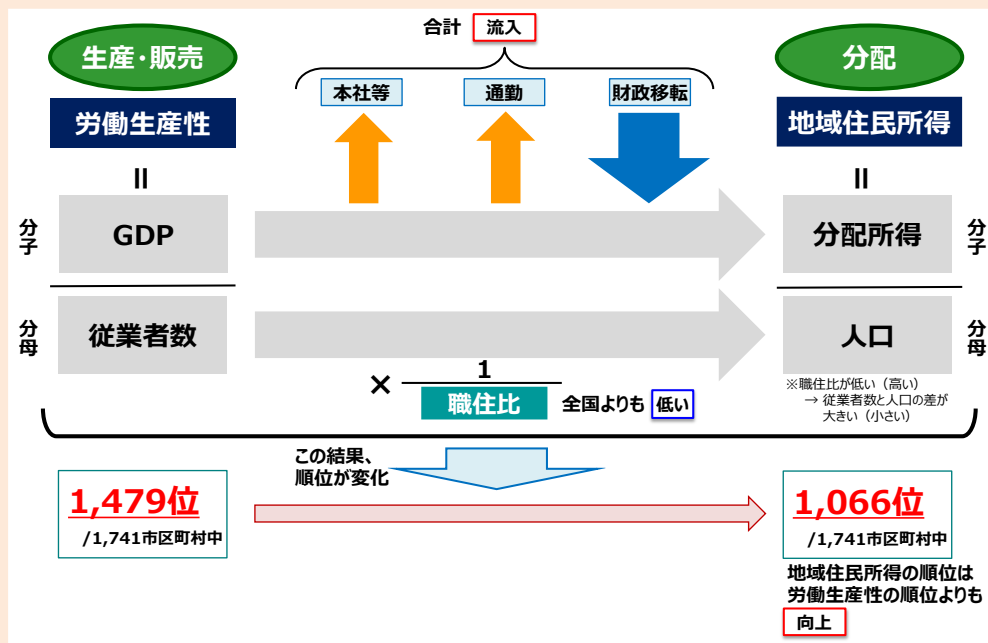 合計 流入
生産・販売
分配
本社等
通勤
財政移転
労働生産性
地域住民所得
=
=
分子
GDP
分配所得
分子
分母
従業者数
人口
分母
× 1
職住比
全国よりも 低い
※職住比が低い（高い）
→ 従業者数と人口の差が
大きい（小さい）
この結果、
順位が変化
1,479位
/1,741市区町村中
1,066位
/1,741市区町村中
地域住民所得の順位は
労働生産性の順位よりも
向上